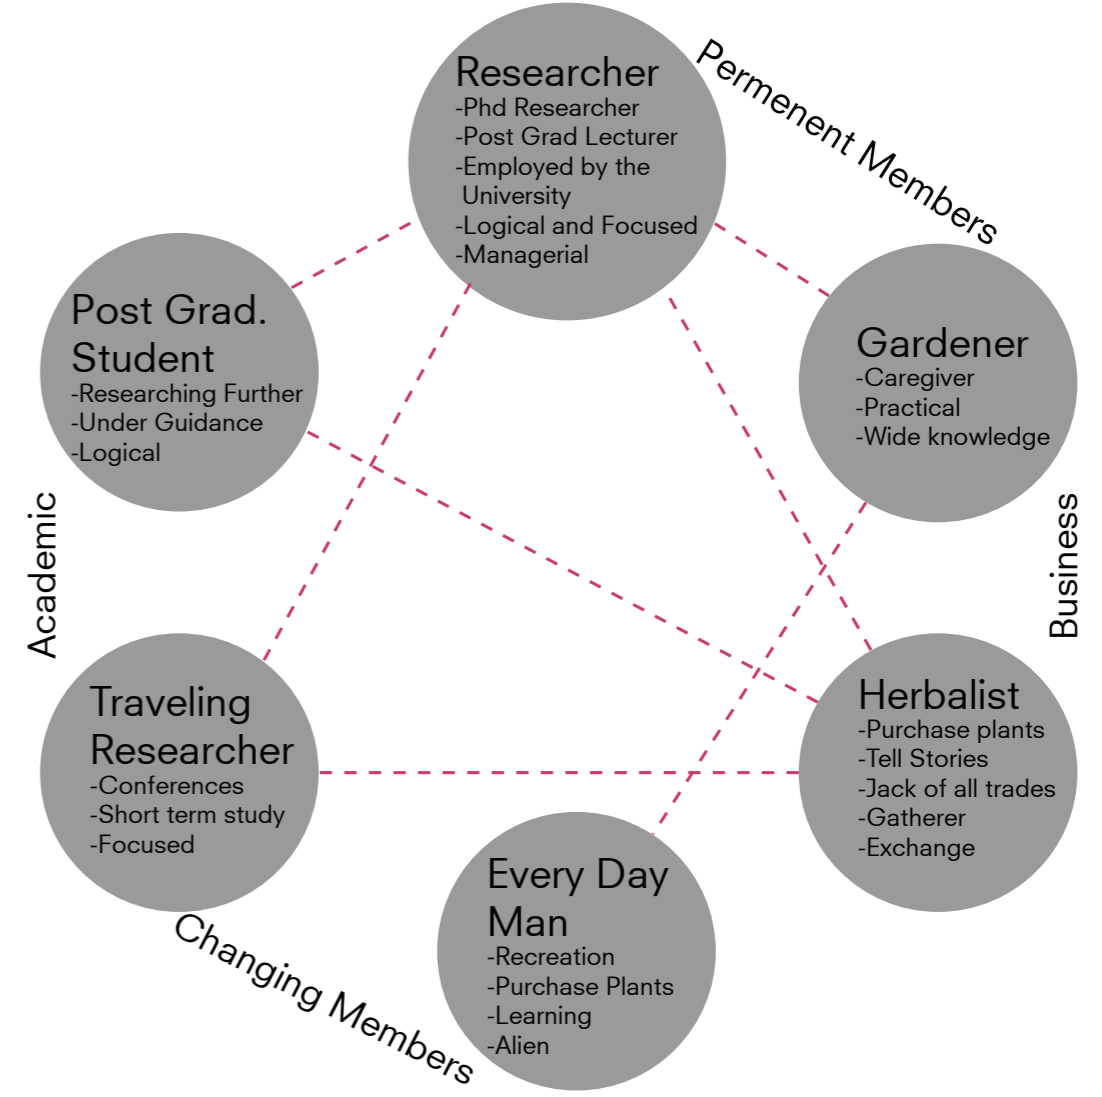 Researcher
-Phd Researcher
-Post Grad Lecturer
-Employed by the
University
-Logical and Focused
-Managerial
Permenent Members
Post Grad.
Student
-Researching Further
-Under Guidance
-Logical
Gardener
-Caregiver
-Practical
-Wide knowledge
Academic
Business
Traveling
Researcher
-Conferences
-Short term study
-Focused
Herbalist
-Purchase plants
-Tell Stories
-Jack of all trades
-Gatherer
-Exchange
Every Day
Man
-Recreation
-Purchase Plants
-Learning
-Alien
Changing Members